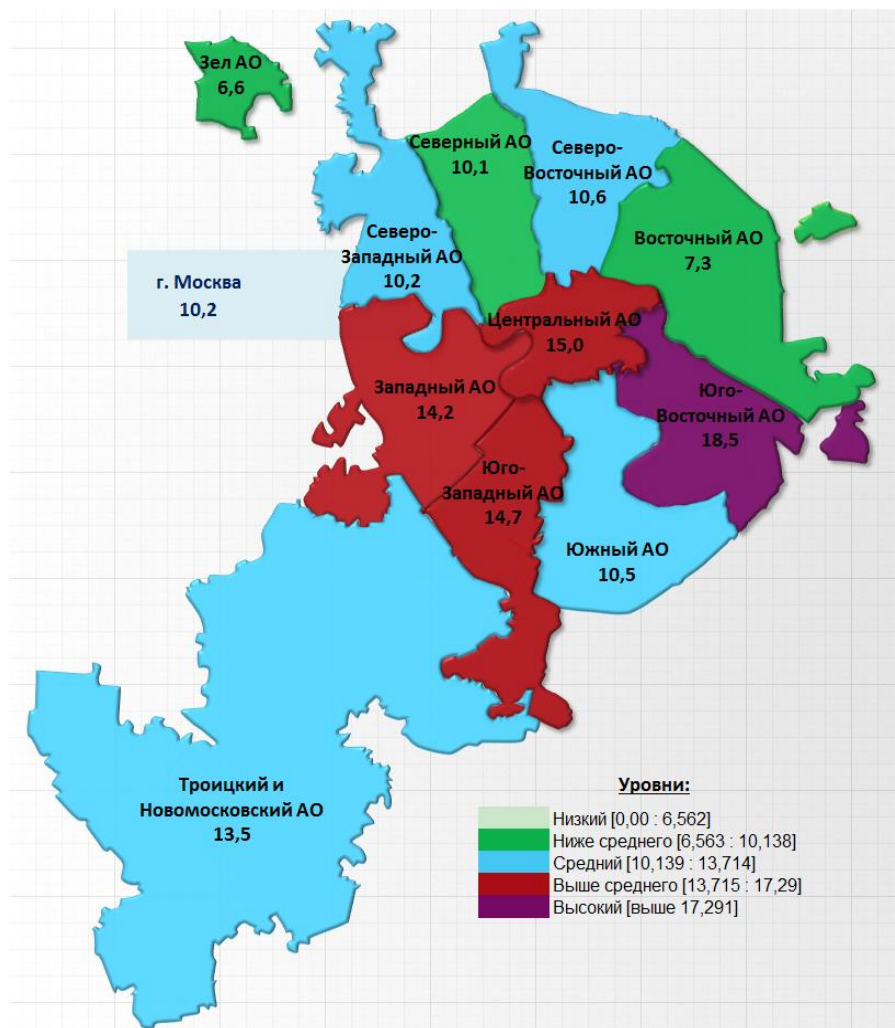 Зел АО
6,6
Северный АО
10,1
Северо-
Восточный АО
10,6
Северо-
Западный АО
10,2
Восточный АО
7,3
г. Москва
10,2
Центральный АО
15,0
Западный АО
14,2
Юго-
Восточный АО
18,5
Юго-
Западный АО
14,7
Южный АО
10,5
Троицкий и
Новомосковский АО
13,5
Уровни:
Низкий [0,00 : 6,562]
Ниже среднего [6,563 : 10,138]
Средний [10,139 : 13,714]
Выше среднего [13,715 : 17,29]
Высокий [выше 17,291]